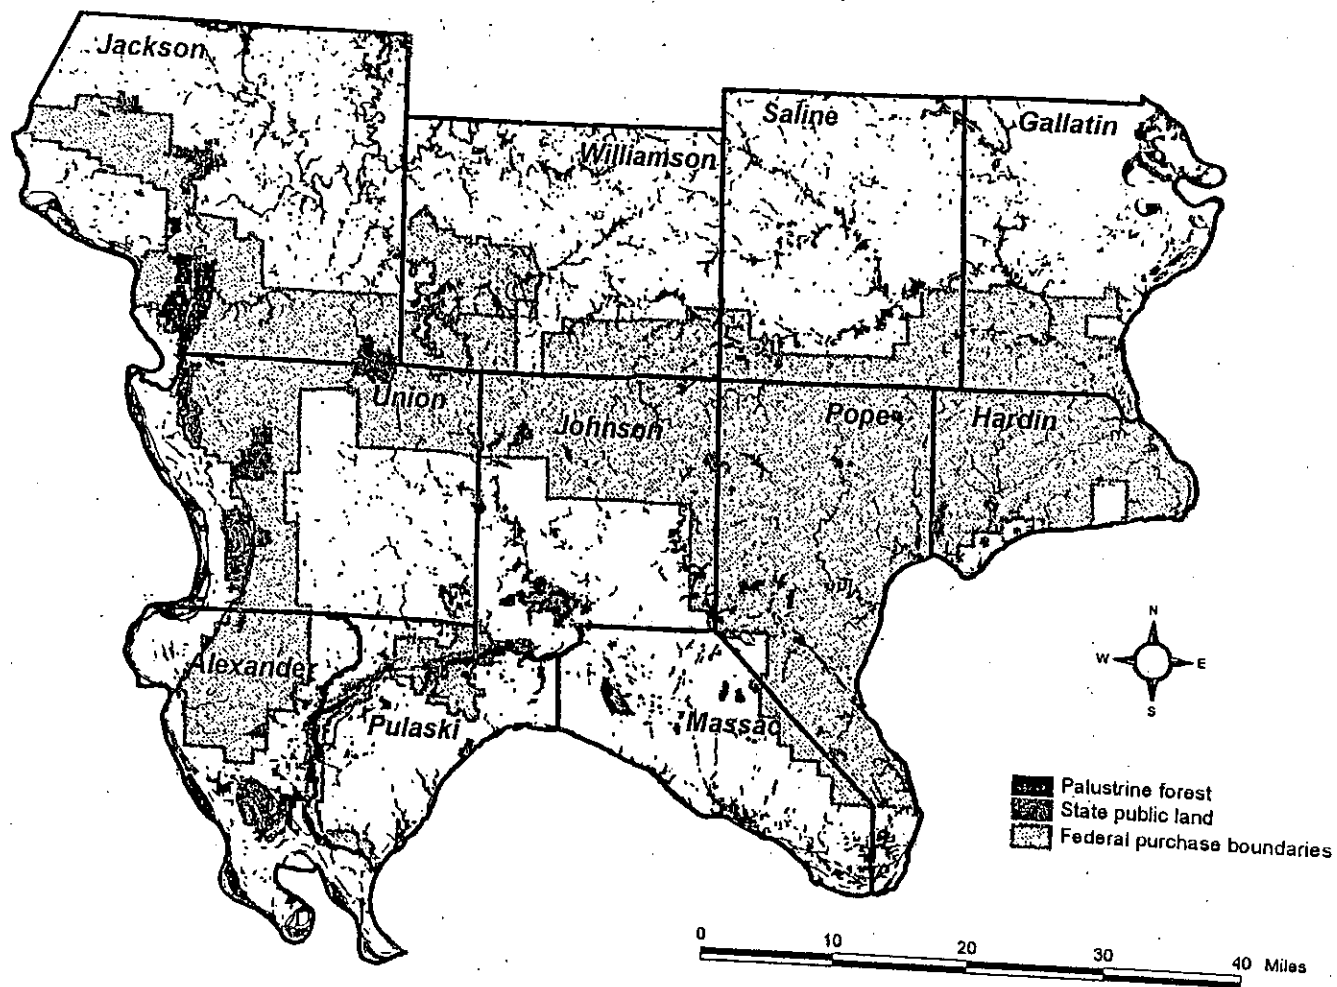 Jackson
Saline
Gallatin
Williamson
Union
Johnson
Pope
Hardin
Alexander
Pulaski
Massac
N
W E
S
Palustrine forest
State public land
Federal purchase boundaries
0 10 20 30 40 Miles